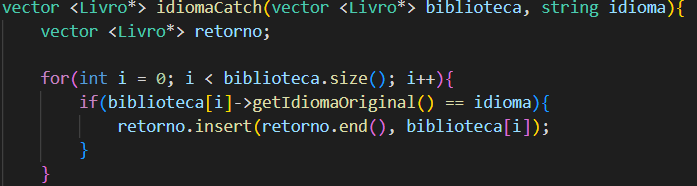 vector <Livro*> idiomaCatch(vector <Livro*> biblioteca, string idioma){
    vector <Livro*> retorno;
    for(int i = 0; i < biblioteca.size(); i++){
        if(biblioteca[i]->getIdiomaOriginal() == idioma){
            retorno.insert(retorno.end(), biblioteca[i]);
        }
    }